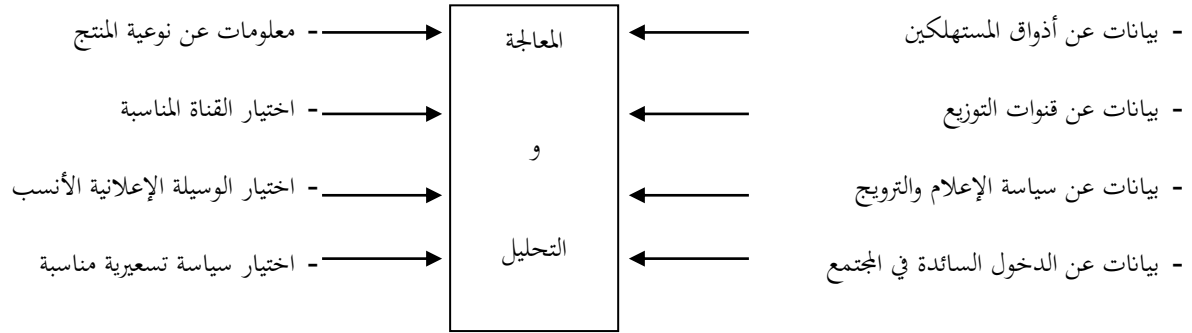 - بيانات عن أذواق المستهلكين
- بيانات عن قنوات التوزيع
- بيانات عن سياسة الإعلام والترويج
- بيانات عن الدخول السائدة في المجتمع
المعالجة
و
التحليل
- معلومات عن نوعية المنتج
- اختيار القناة المناسبة
- اختيار الوسيلة الإعلانية الأنسب
- اختيار سياسة تسعيرية مناسبة